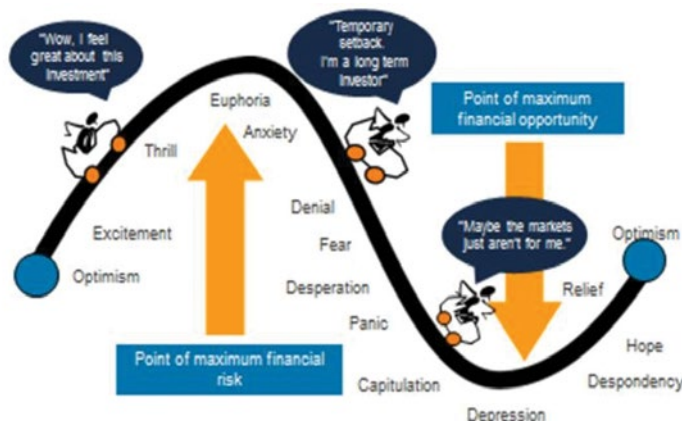 "Wow, I feel
great about this
Investment"
"Temporary
setback.
I'm a long term
Investor"
Point of maximum
financial opportunity
Euphoria
Anxiety
Thrill
Denial
Excitement
Fear
"Maybe the markets
Just aren't for me."
Optimism
Optimism
Desperation
Relief
Panic
Point of maximum financial
risk
Hope
Capitulation
Despondency
Depression